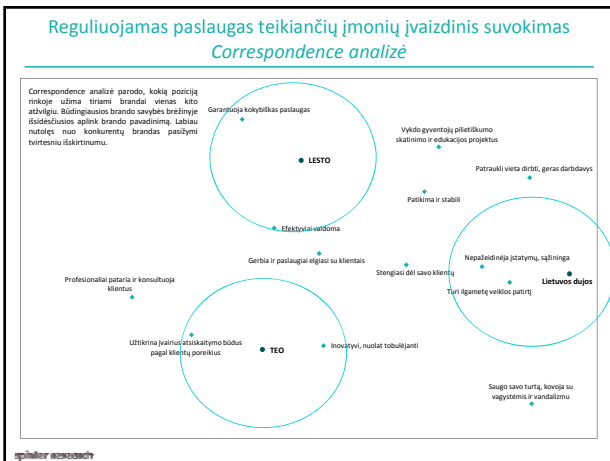 Reguliuojamas paslaugas teikiančių įmonių įvaizdinis suvokimas
Correspondence analizė
Correspondence analizė parodo, kokią poziciją
rinkoje užima tiriami brandai vienas kito
atžvilgiu. Būdingiausios brando savybės brėžinyje
išsidėsčiusios aplink brando pavadinimą. Labiau
nutolęs nuo konkurentų brandas pasižymi
tvirtesniu išskirtinumu.
Garantuoja kokybiškas paslaugas
Vykdo gyventojų pilietiškumo
skatinimo ir edukacijos projektus
LESTO
Patraukli vieta dirbti, geras darbdavys
Patikima ir stabili
Efektyviai valdoma
Gerbia ir paslaugiai elgiasi su klientais
Stengiasi dėl savo klientų
Nepažeidinėja įstatymų, sąžininga
Lietuvos dujos
Turi ilgametę veiklos patirtį
Profesionaliai pataria ir konsultuoja
klientus
Užtikrina įvairius atsiskaitymo būdus
pagal klientų poreikius
TEO
Inovatyvi, nuolat tobulėjanti
Saugo savo turtą, kovoja su
vagystėmis ir vandalizmu
spinter research